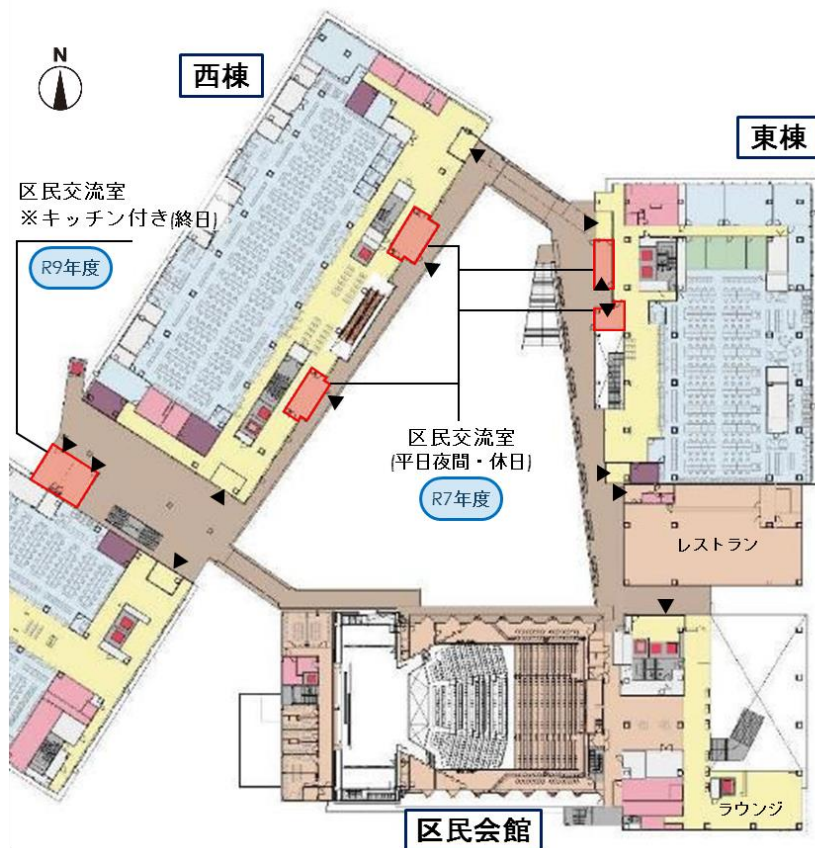 N
西棟
東棟
区民交流室
※キッチン付き(終日)
R9年度
区民交流室
(平日夜間・休日)
R7年度
レストラン
ラウンジ
区民会館